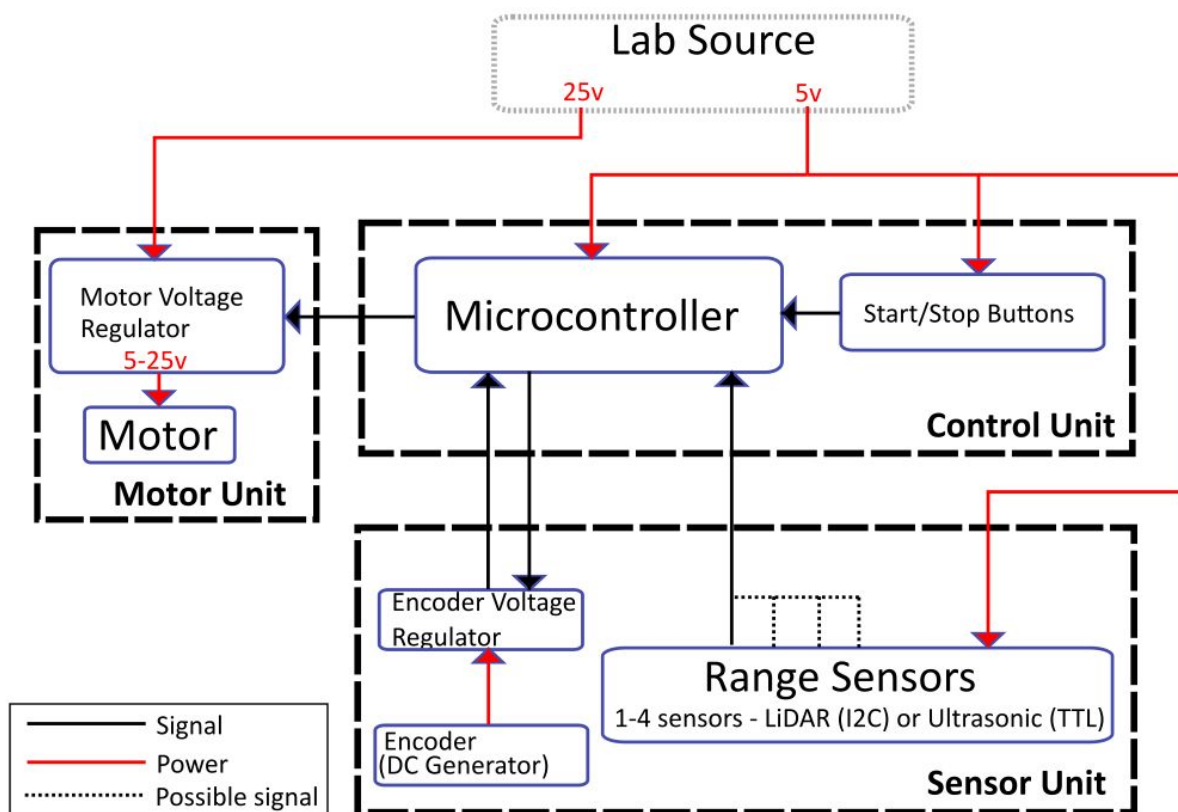 Lab Source
25v
5v
Motor Voltage
Regulator
5-25v
Motor
Motor Unit
Microcontroller
Start/Stop Buttons
Control Unit
Encoder Voltage
Regulator
Encoder
(DC Generator)
Range Sensors
1-4 sensors - LiDAR (I2C) or Ultrasonic (TTL)
Sensor Unit
Signal
Power
Possible signal